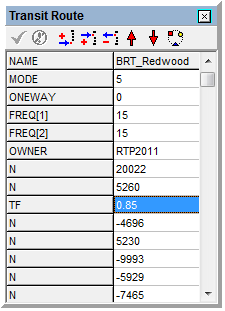 Transit Route
NAME BRT_Redwood
MODE 5
ONEWAY 0
FREQ[1] 15
FREQ[2] 15
OWNER RTP2011
N 20022
N 5260
TF 0.85
N -4696
N 5230
N -9993
N -5929
N -7465